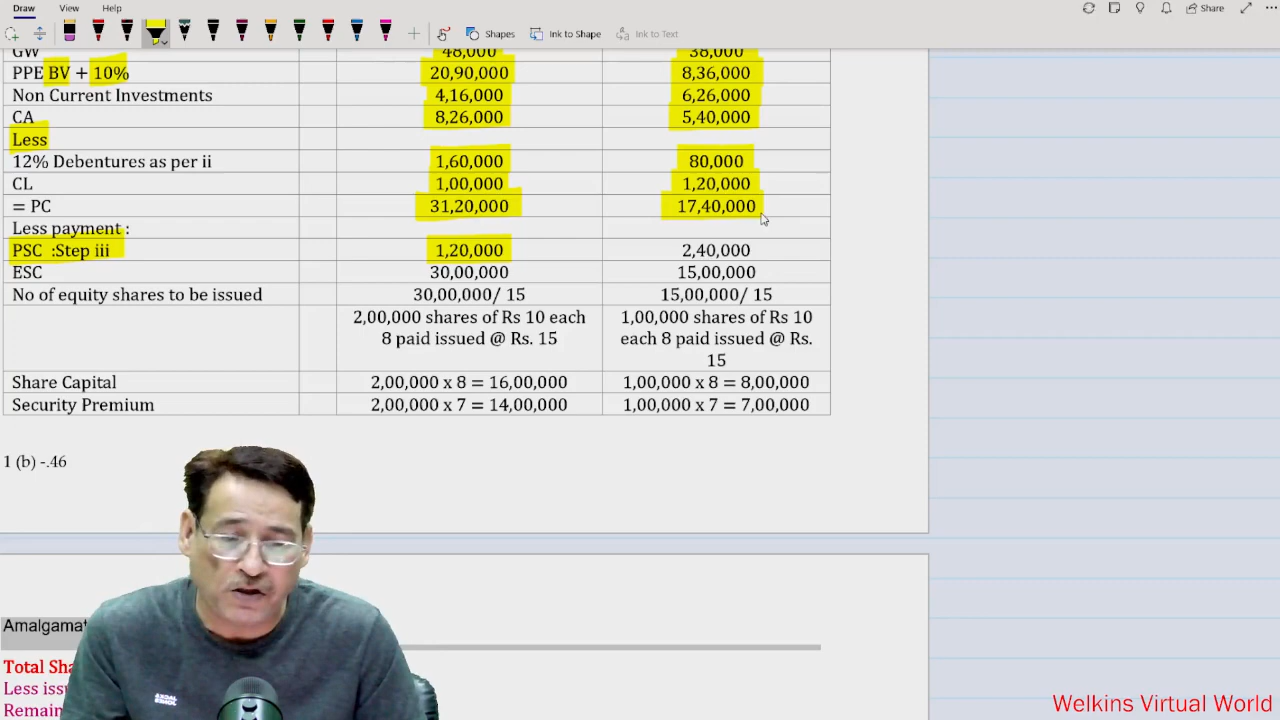 Draw View Help
Share
Shapes Ink to Shape Ink to Text
GW 48,000 38,000
PPE BV + 10% 20,90,000 8,36,000
Non Current Investments 4,16,000 6,26,000
CA 8,26,000 5,40,000
Less
12% Debentures as per ii 1,60,000 80,000
CL 1,00,000 1,20,000
= PC 31,20,000 17,40,000
Less payment :
PSC :Step iii 1,20,000 2,40,000
ESC 30,00,000 15,00,000
No of equity shares to be issued 30,00,000/ 15 15,00,000/ 15
2,00,000 shares of Rs 10 each 1,00,000 shares of Rs 10
8 paid issued @ Rs. 15 each 8 paid issued @ Rs.
15
Share Capital 2,00,000 x 8 = 16,00,000 1,00,000 x 8 = 8,00,000
Security Premium 2,00,000 x 7 = 14,00,000 1,00,000 x 7 = 7,00,000
1 (b) -.46
Amalgamat
Total Sha
Less issu
Remain
Welkins Virtual World